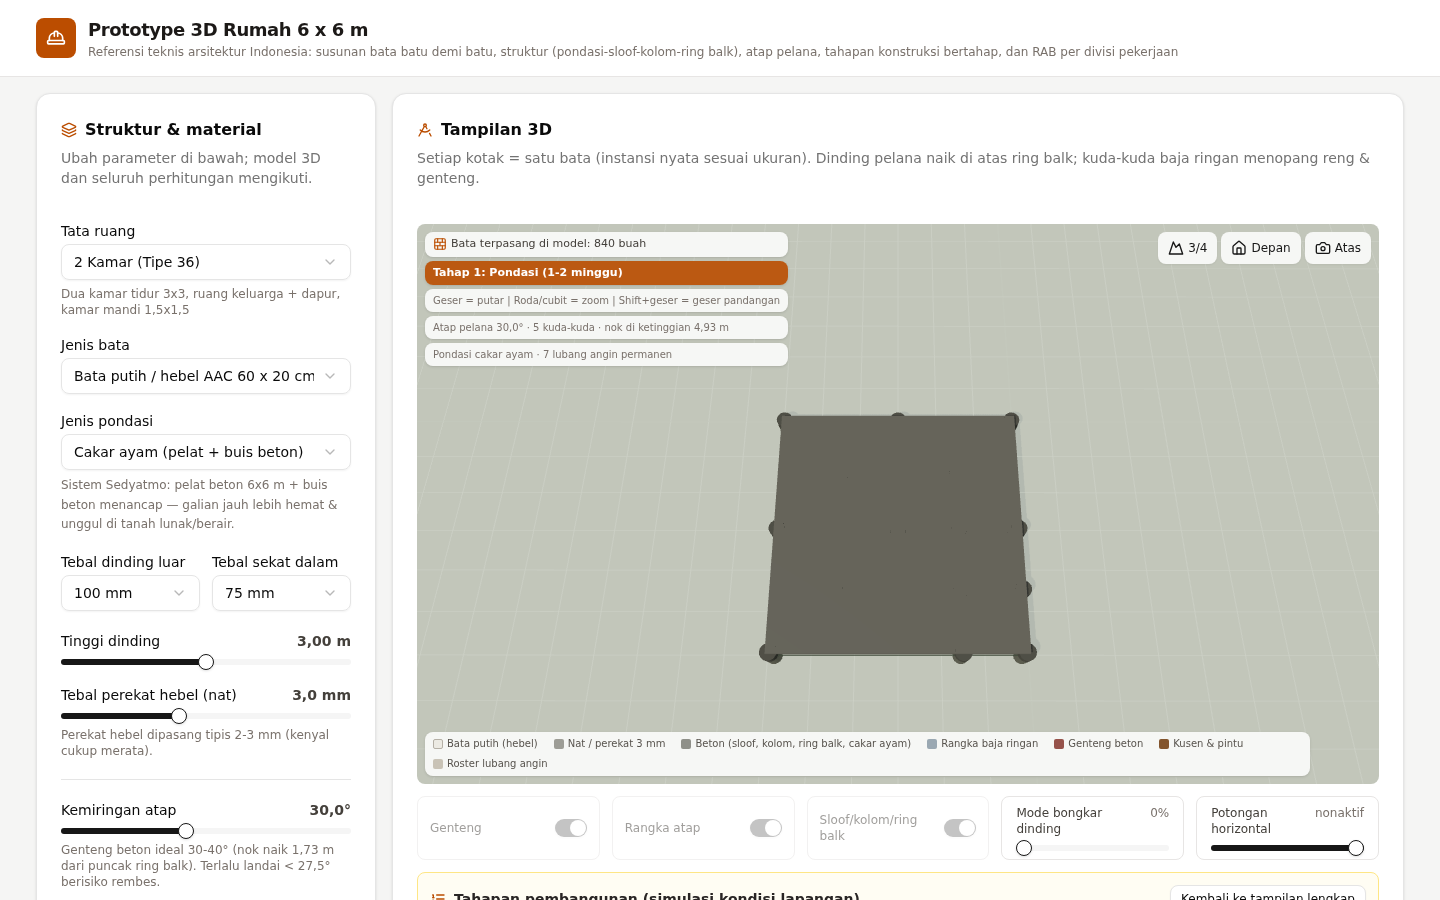 Prototype 3D Rumah 6 x 6 m
Referensi teknis arsitektur Indonesia: susunan bata batu demi batu, struktur (pondasi-sloof-kolom-ring balk), atap pelana, tahapan konstruksi bertahap, dan RAB per divisi pekerjaan
Struktur & material
Ubah parameter di bawah; model 3D
dan seluruh perhitungan mengikuti.
Tata ruang
2 Kamar (Tipe 36)
Dua kamar tidur 3x3, ruang keluarga + dapur,
kamar mandi 1,5x1,5
Jenis bata
Bata putih / hebel AAC 60 x 20 cm
Jenis pondasi
Cakar ayam (pelat + buis beton)
Sistem Sedyatmo: pelat beton 6x6 m + buis
beton menancap — galian jauh lebih hemat &
unggul di tanah lunak/berair.
Tebal dinding luar
100 mm
Tebal sekat dalam
75 mm
Tinggi dinding 3,00 m
Tebal perekat hebel (nat) 3,0 mm
Perekat hebel dipasang tipis 2-3 mm (kenyal
cukup merata).
Kemiringan atap 30,0°
Genteng beton ideal 30-40° (nok naik 1,73 m
dari puncak ring balk). Terlalu landai < 27,5°
berisiko rembes.
Tampilan 3D
Setiap kotak = satu bata (instansi nyata sesuai ukuran). Dinding pelana naik di atas ring balk; kuda-kuda baja ringan menopang reng &
genteng.
Bata terpasang di model: 840 buah
Tahap 1: Pondasi (1-2 minggu)
Geser = putar | Roda/cubit = zoom | Shift+geser = geser pandangan
Atap pelana 30,0° · 5 kuda-kuda · nok di ketinggian 4,93 m
Pondasi cakar ayam · 7 lubang angin permanen
3/4
Depan
Atas
Bata putih (hebel)
Nat / perekat 3 mm
Beton (sloof, kolom, ring balk, cakar ayam)
Rangka baja ringan
Genteng beton
Kusen & pintu
Roster lubang angin
Genteng
Rangka atap
Sloof/kolom/ring
balk
Mode bongkar
dinding
0%
Potongan
horizontal
nonaktif
Tahapan pembangunan (simulasi kondisi lapangan)
Kembali ke tampilan lengkap